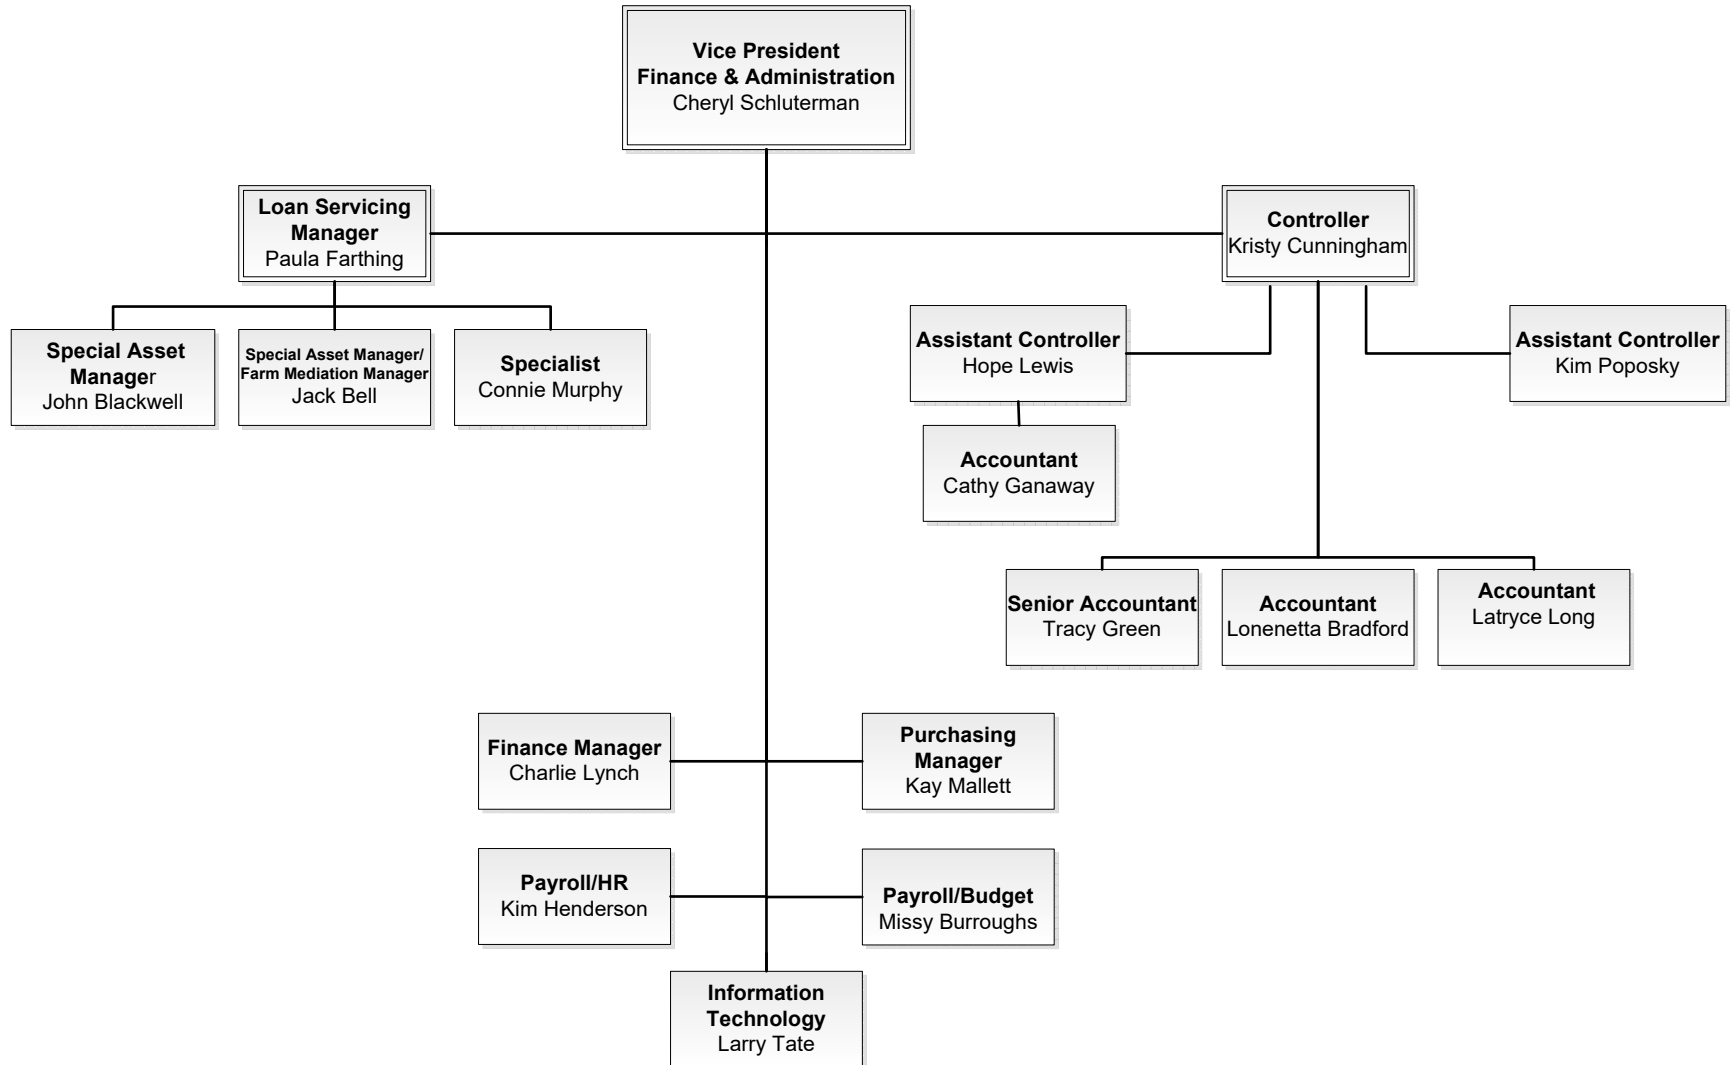 Vice President
Finance & Administration
Cheryl Schluterman
Loan Servicing
Manager
Paula Farthing
Controller
Kristy Cunningham
Special Asset
Manager
John Blackwell
Special Asset Manager/
Farm Mediation Manager
Jack Bell
Specialist
Connie Murphy
Assistant Controller
Hope Lewis
Assistant Controller
Kim Poposky
Accountant
Cathy Ganaway
Senior Accountant
Tracy Green
Accountant
Lonenetta Bradford
Accountant
Latryce Long
Finance Manager
Charlie Lynch
Purchasing
Manager
Kay Mallett
Payroll/HR
Kim Henderson
Payroll/Budget
Missy Burroughs
Information
Technology
Larry Tate